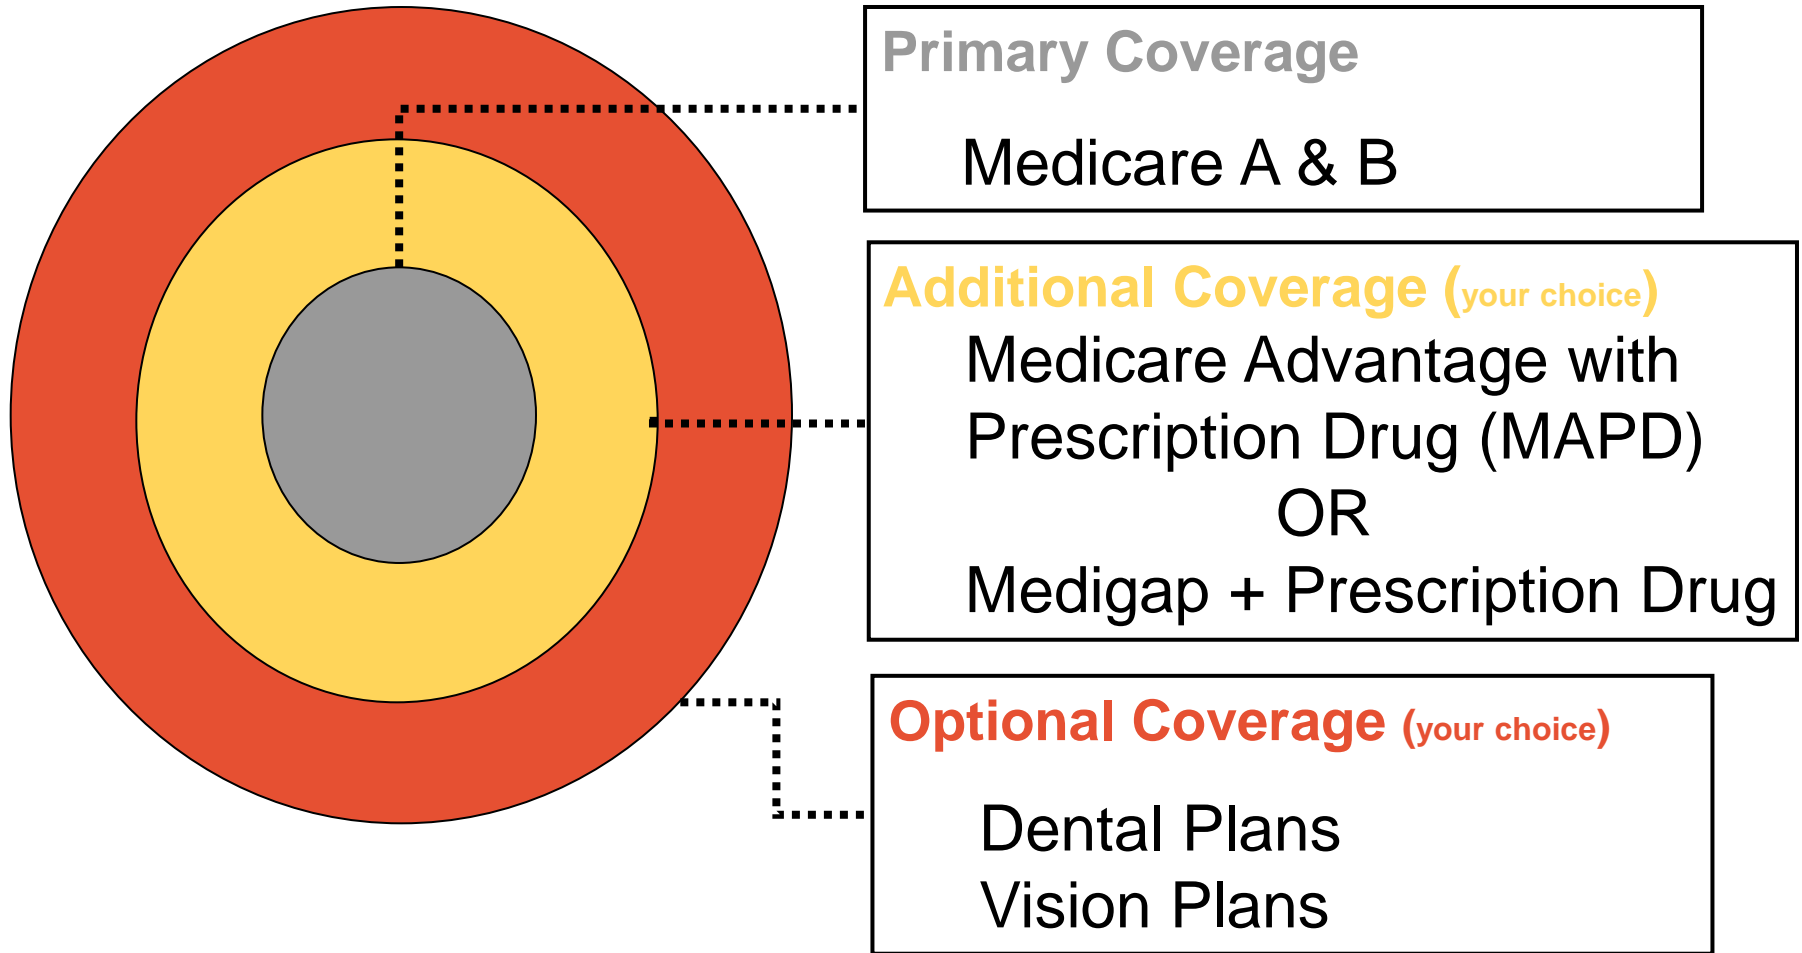 Primary Coverage
Medicare A & B
Additional Coverage (your choice)
Medicare Advantage with
Prescription Drug (MAPD)
OR
Medigap + Prescription Drug
Optional Coverage (your choice)
Dental Plans
Vision Plans